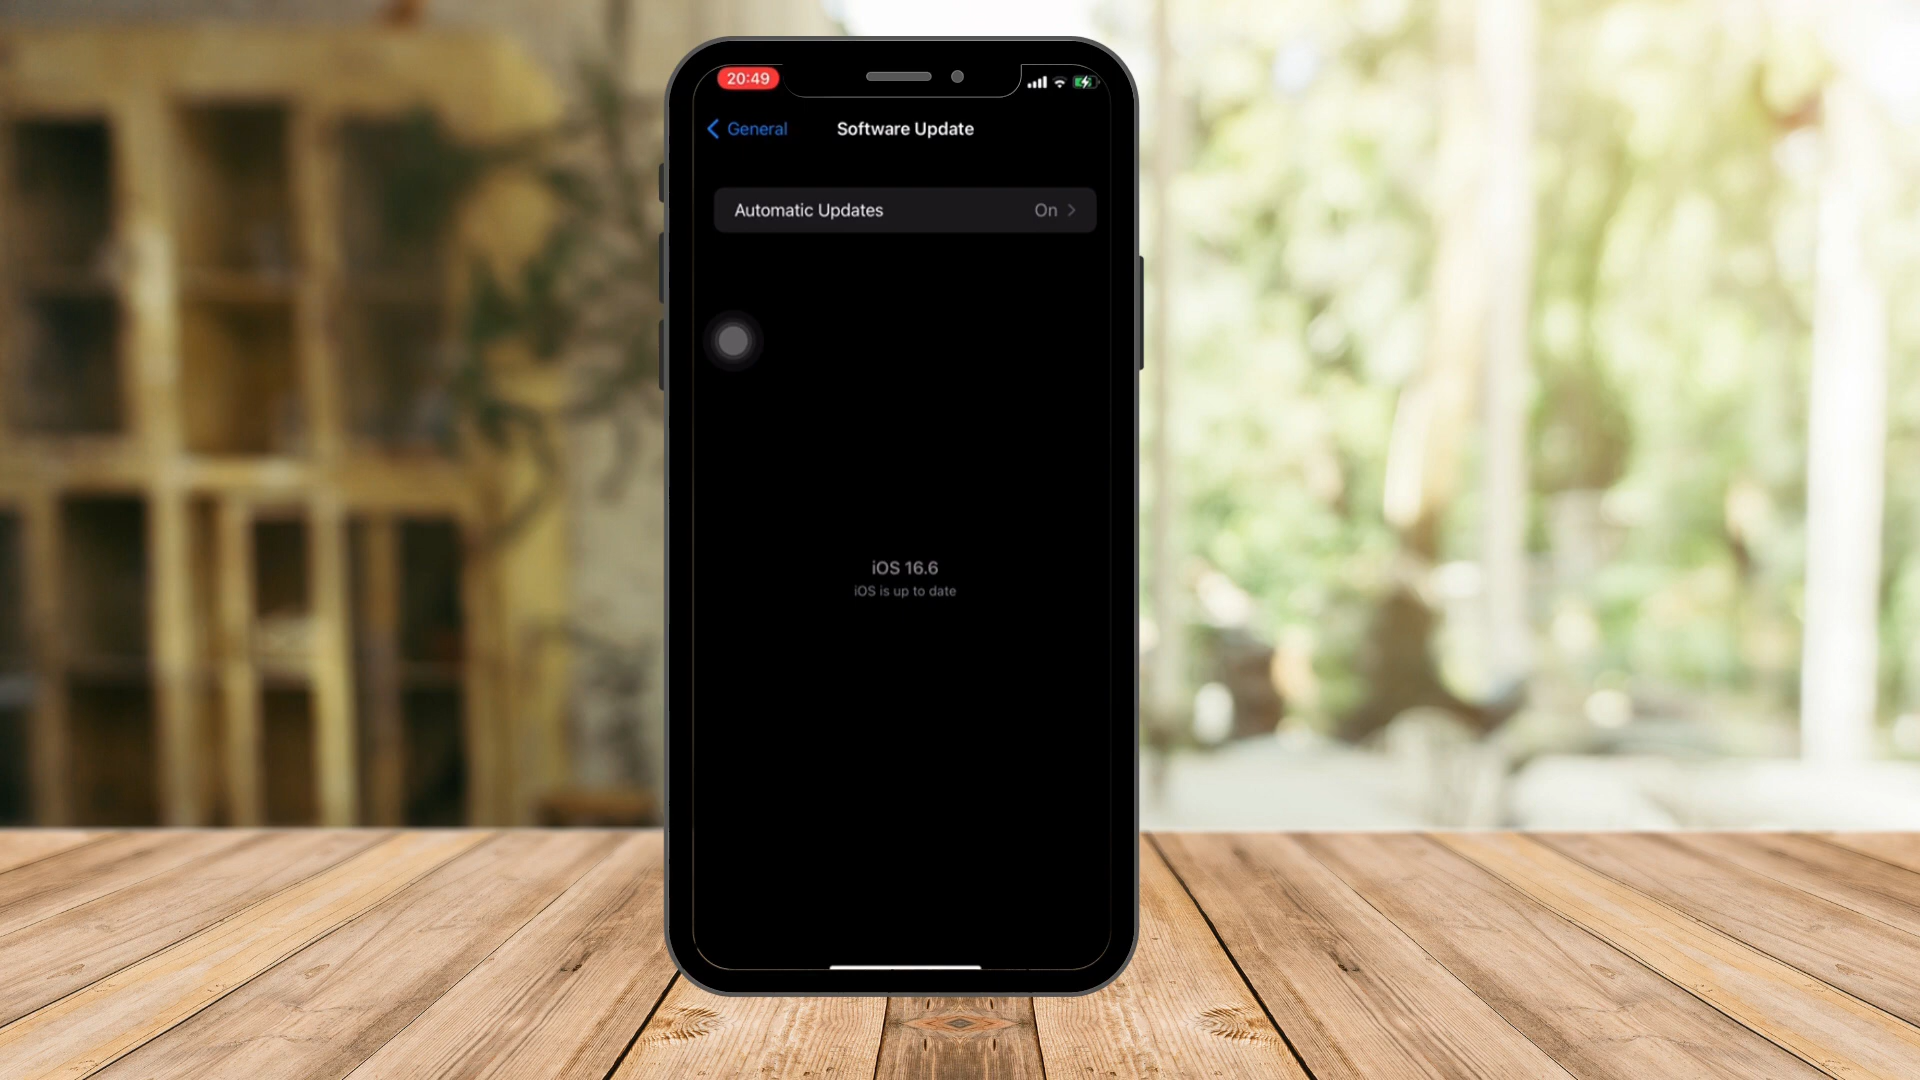 20:49
General
Software Update
Automatic Updates
On
iOS 16.6
iOS is up to date